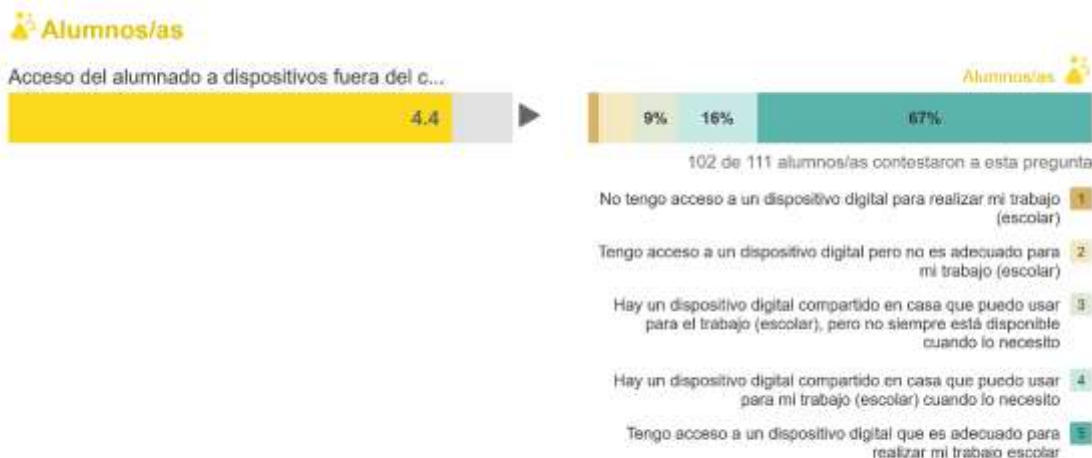 Alumnos/as
Acceso del alumnado a dispositivos fuera del c...
4.4
Alumnos/as
9% 16% 67%
102 de 111 alumnos/as contestaron a esta pregunta
No tengo acceso a un dispositivo digital para realizar mi trabajo 1
(escolar)
Tengo acceso a un dispositivo digital pero no es adecuado para 2
mi trabajo (escolar)
Hay un dispositivo digital compartido en casa que puedo usar 3
para el trabajo (escolar), pero no siempre está disponible
cuando lo necesito
Hay un dispositivo digital compartido en casa que puedo usar 4
para mi trabajo (escolar) cuando lo necesito
Tengo acceso a un dispositivo digital que es adecuado para 5
realizar mi trabajo escolar